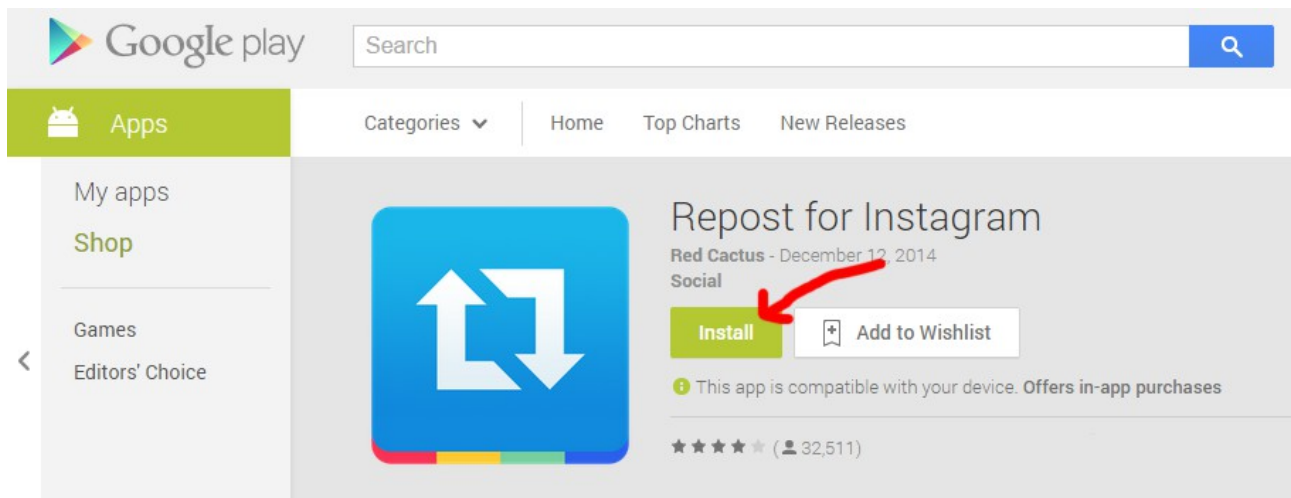 Google play
Search
Apps
Categories Home Top Charts New Releases
My apps
Shop
Games
Editors' Choice
Repost for Instagram
Red Cactus - December 12, 2014
Social
Install Add to Wishlist
This app is compatible with your device. Offers in-app purchases
(32,511)